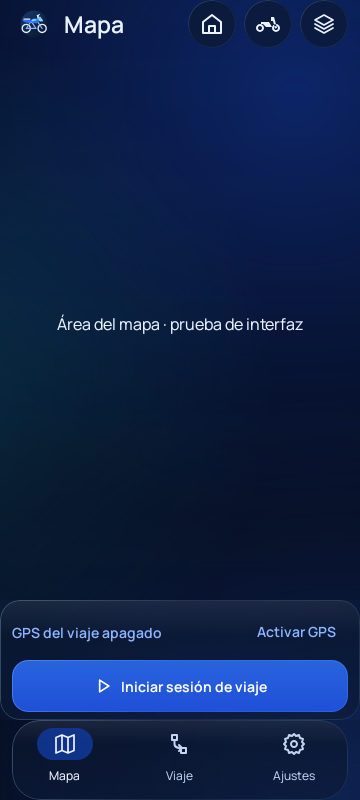 Mapa
Área del mapa · prueba de interfaz
GPS del viaje apagado
Activar GPS
Iniciar sesión de viaje
Mapa
Viaje
Ajustes